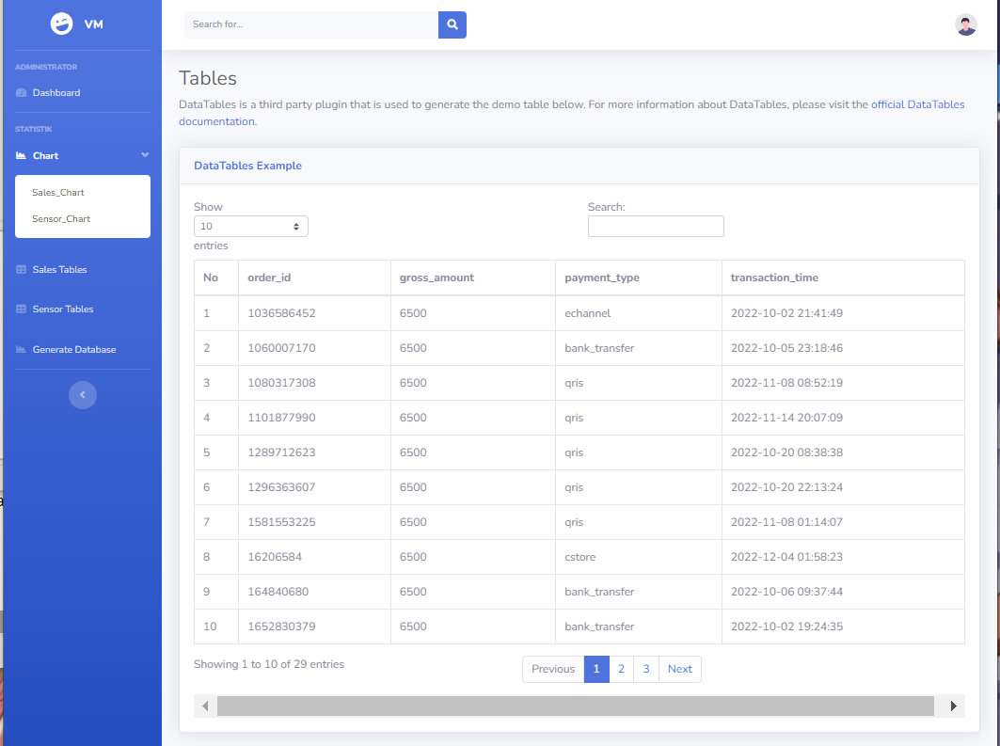 VM
ADMINISTRATOR
Dashboard
STATISTIK
Chart
Sales_Chart
Sensor_Chart
Sales Tables
Sensor Tables
Generate Database
Search for...
Tables
DataTables is a third party plugin that is used to generate the demo table below. For more information about DataTables, please visit the official DataTables
documentation.
DataTables Example
Show
10
entries
Search:
No order_id gross_amount payment_type transaction_time
1 1036586452 6500 echannel 2022-10-02 21:41:49
2 1060007170 6500 bank_transfer 2022-10-05 23:18:46
3 1080317308 6500 qris 2022-11-08 08:52:19
4 1101877990 6500 qris 2022-11-14 20:07:09
5 1289712623 6500 qris 2022-10-20 08:38:38
6 1296363607 6500 qris 2022-10-20 22:13:24
7 1581553225 6500 qris 2022-11-08 01:14:07
8 16206584 6500 cstore 2022-12-04 01:58:23
9 164840680 6500 bank_transfer 2022-10-06 09:37:44
10 1652830379 6500 bank_transfer 2022-10-02 19:24:35
Showing 1 to 10 of 29 entries
Previous 1 2 3 Next